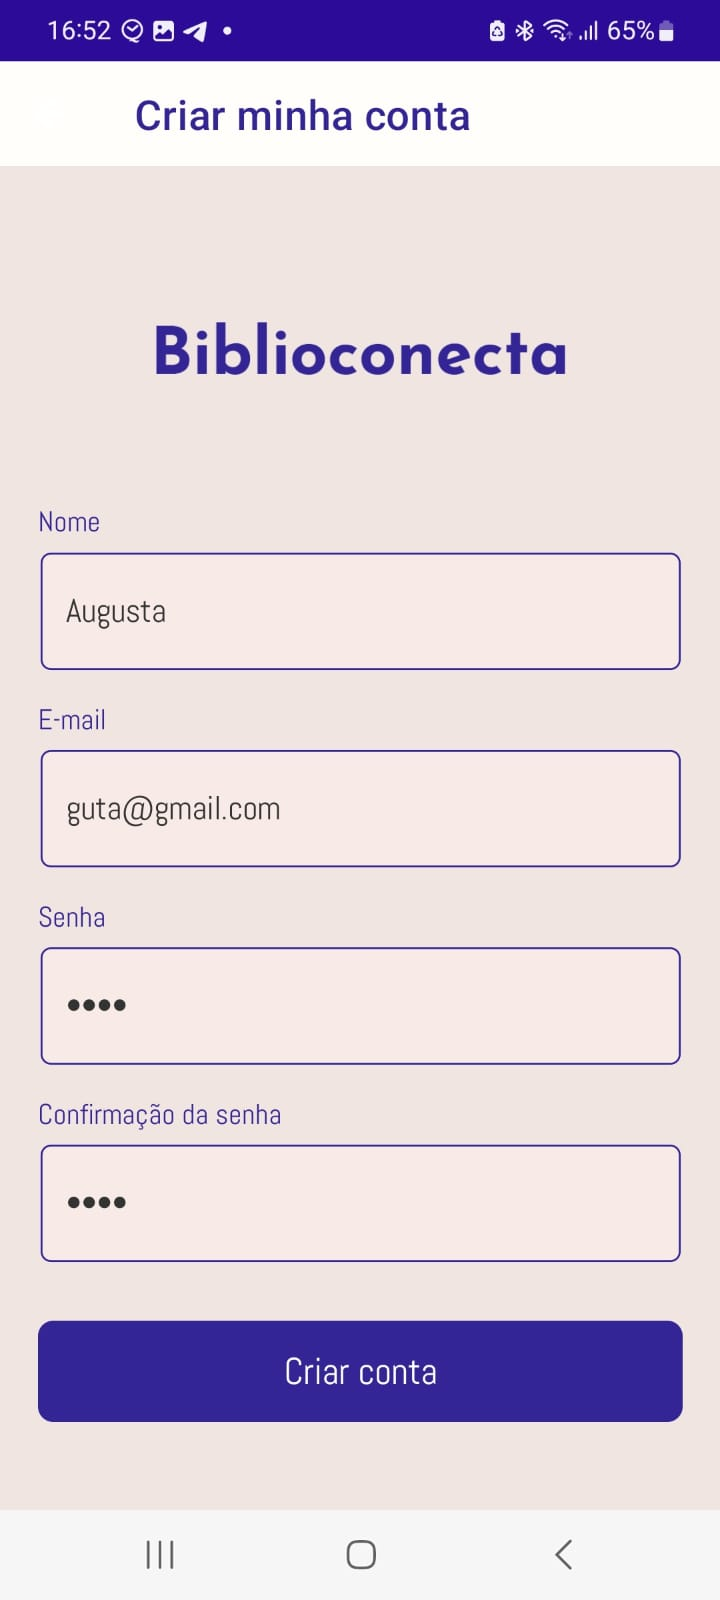 16:52
65%
Criar minha conta
Biblioconecta
Nome
Augusta
E-mail
guta@gmail.com
Senha
••••
Confirmação da senha
••••
Criar conta